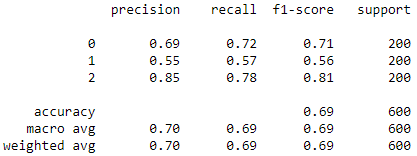 precision recall f1-score support
0 0.69 0.72 0.71 200
1 0.55 0.57 0.56 200
2 0.85 0.78 0.81 200
accuracy 0.69 600
macro avg 0.70 0.69 0.69 600
weighted avg 0.70 0.69 0.69 600